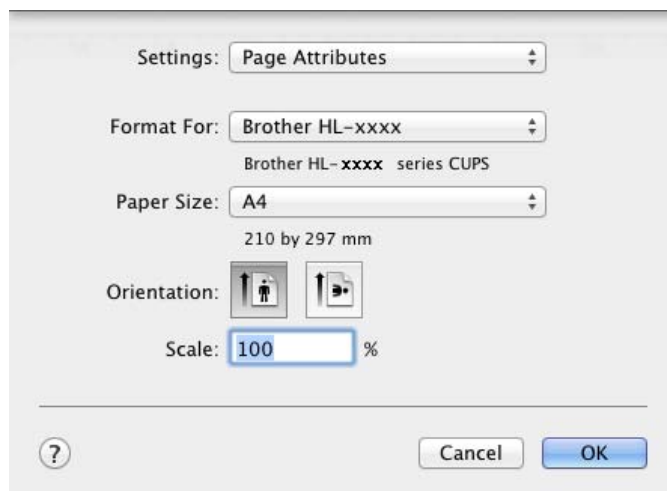 Settings: Page Attributes
Format For: Brother HL-xxxx
Brother HL-xxxx series CUPS
Paper Size: A4
210 by 297 mm
Orientation:
Scale: 100 %
? Cancel OK